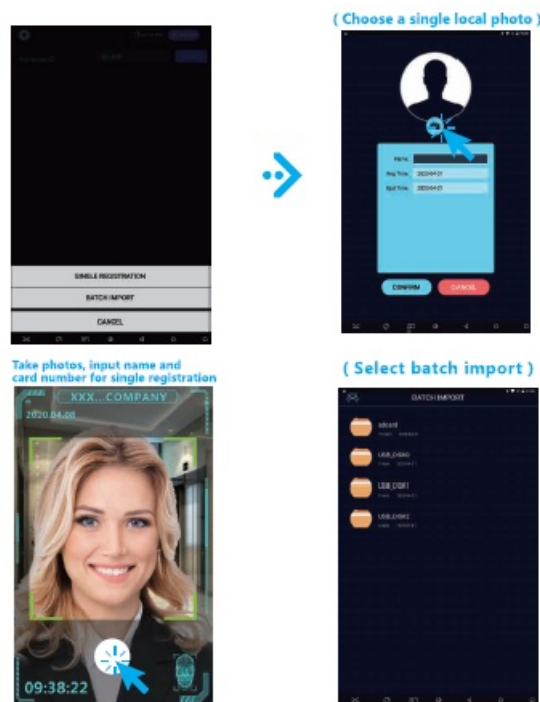 ( Choose a single local photo )
Name
Beg Time
2020-04-21
End Time
2020-04-21
CONFIRM
CANCEL
SINGLE REGISTRATION
BATCH IMPORT
CANCEL
Take photos, input name and
card number for single registration
XXX...COMPANY
2020.04.08
09:38:22
( Select batch import )
BATCH IMPORT
sdcard
USB_DISK0
USB_DISK1
USB_DISK2